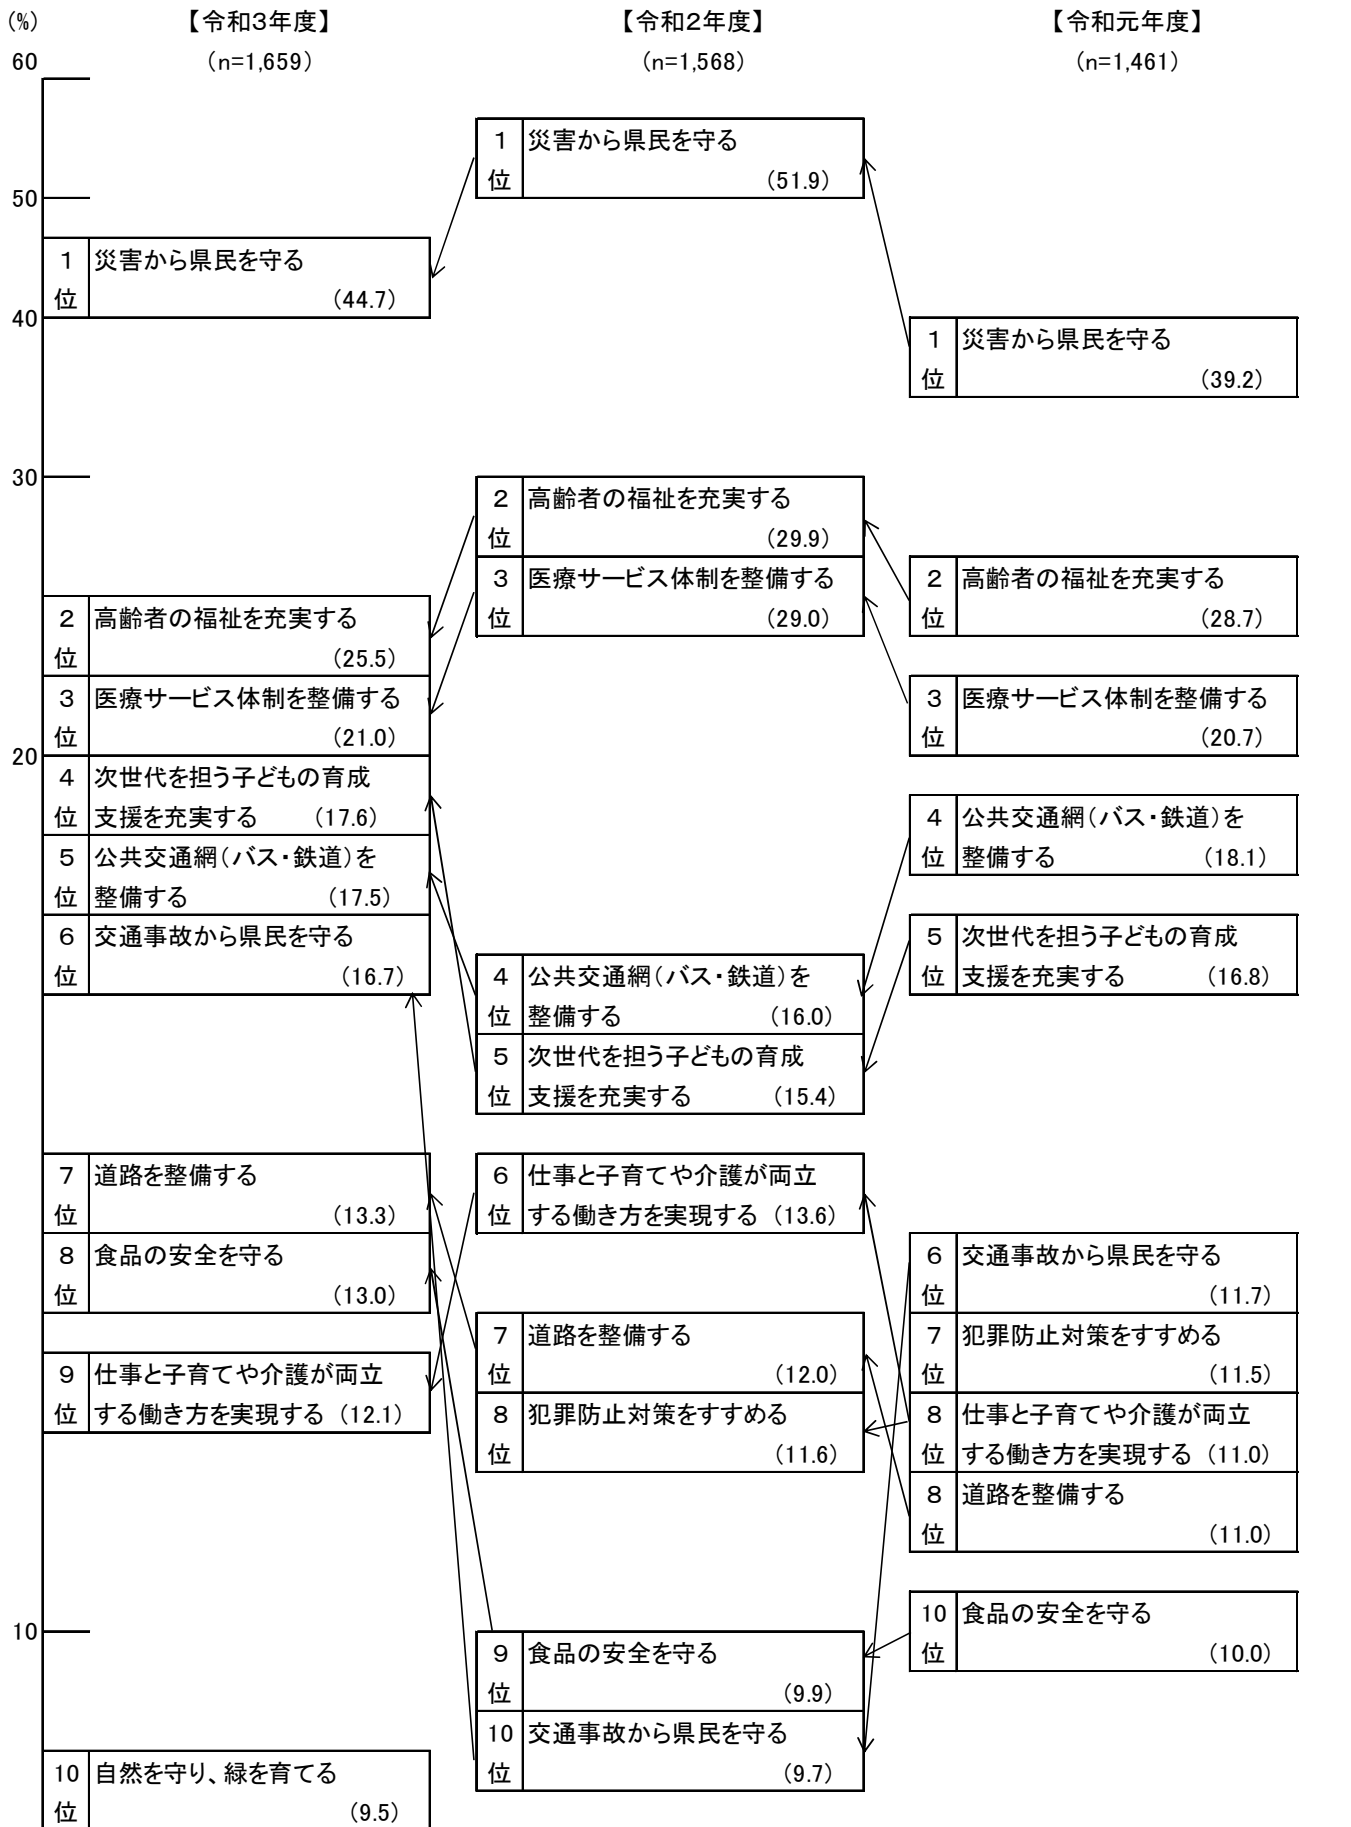 (%)
【令和3年度】
(n=1,659)
【令和2年度】
(n=1,568)
【令和元年度】
(n=1,461)
60
50
40
30
20
10
1位
災害から県民を守る
(44.7)
2位
高齢者の福祉を充実する
(25.5)
3位
医療サービス体制を整備する
(21.0)
4位
次世代を担う子どもの育成
支援を充実する (17.6)
5位
公共交通網(バス・鉄道)を
整備する (17.5)
6位
交通事故から県民を守る
(16.7)
7位
道路を整備する
(13.3)
8位
食品の安全を守る
(13.0)
9位
仕事と子育てや介護が両立
する働き方を実現する (12.1)
10位
自然を守り、緑を育てる
(9.5)
1位
災害から県民を守る
(51.9)
2位
高齢者の福祉を充実する
(29.9)
3位
医療サービス体制を整備する
(29.0)
4位
公共交通網(バス・鉄道)を
整備する (16.0)
5位
次世代を担う子どもの育成
支援を充実する (15.4)
6位
仕事と子育てや介護が両立
する働き方を実現する (13.6)
7位
道路を整備する
(12.0)
8位
犯罪防止対策をすすめる
(11.6)
9位
食品の安全を守る
(9.9)
10位
交通事故から県民を守る
(9.7)
1位
災害から県民を守る
(39.2)
2位
高齢者の福祉を充実する
(28.7)
3位
医療サービス体制を整備する
(20.7)
4位
公共交通網(バス・鉄道)を
整備する (18.1)
5位
次世代を担う子どもの育成
支援を充実する (16.8)
6位
交通事故から県民を守る
(11.7)
7位
犯罪防止対策をすすめる
(11.5)
8位
仕事と子育てや介護が両立
する働き方を実現する (11.0)
8位
道路を整備する
(11.0)
10位
食品の安全を守る
(10.0)